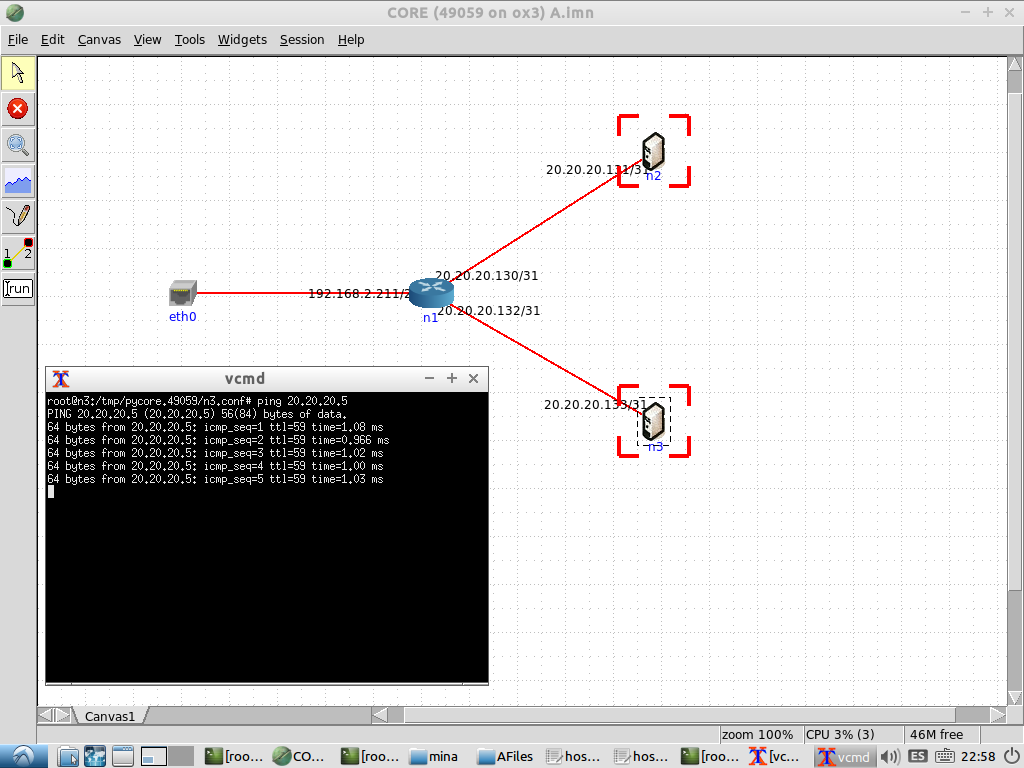 CORE (49059 on ox3) A.imn
File Edit Canvas View Tools Widgets Session Help
20.20.20.131/31
n2
20.20.20.130/31
192.168.2.211/2
20.20.20.132/31
eth0
n1
1 2
run
20.20.20.133/31
n3
vcmd
root@n3:/tmp/pycore.49059/n3.conf# ping 20.20.20.5
PING 20.20.20.5 (20.20.20.5) 56(84) bytes of data.
64 bytes from 20.20.20.5: icmp_seq=1 ttl=59 time=1.08 ms
64 bytes from 20.20.20.5: icmp_seq=2 ttl=59 time=0.966 ms
64 bytes from 20.20.20.5: icmp_seq=3 ttl=59 time=1.02 ms
64 bytes from 20.20.20.5: icmp_seq=4 ttl=59 time=1.00 ms
64 bytes from 20.20.20.5: icmp_seq=5 ttl=59 time=1.03 ms
Canvas1
zoom 100% CPU 3% (3) 46M free
[roo... CO... [roo... mina AFiles hos... hos... [roo... [vc... vcmd ES 22:58